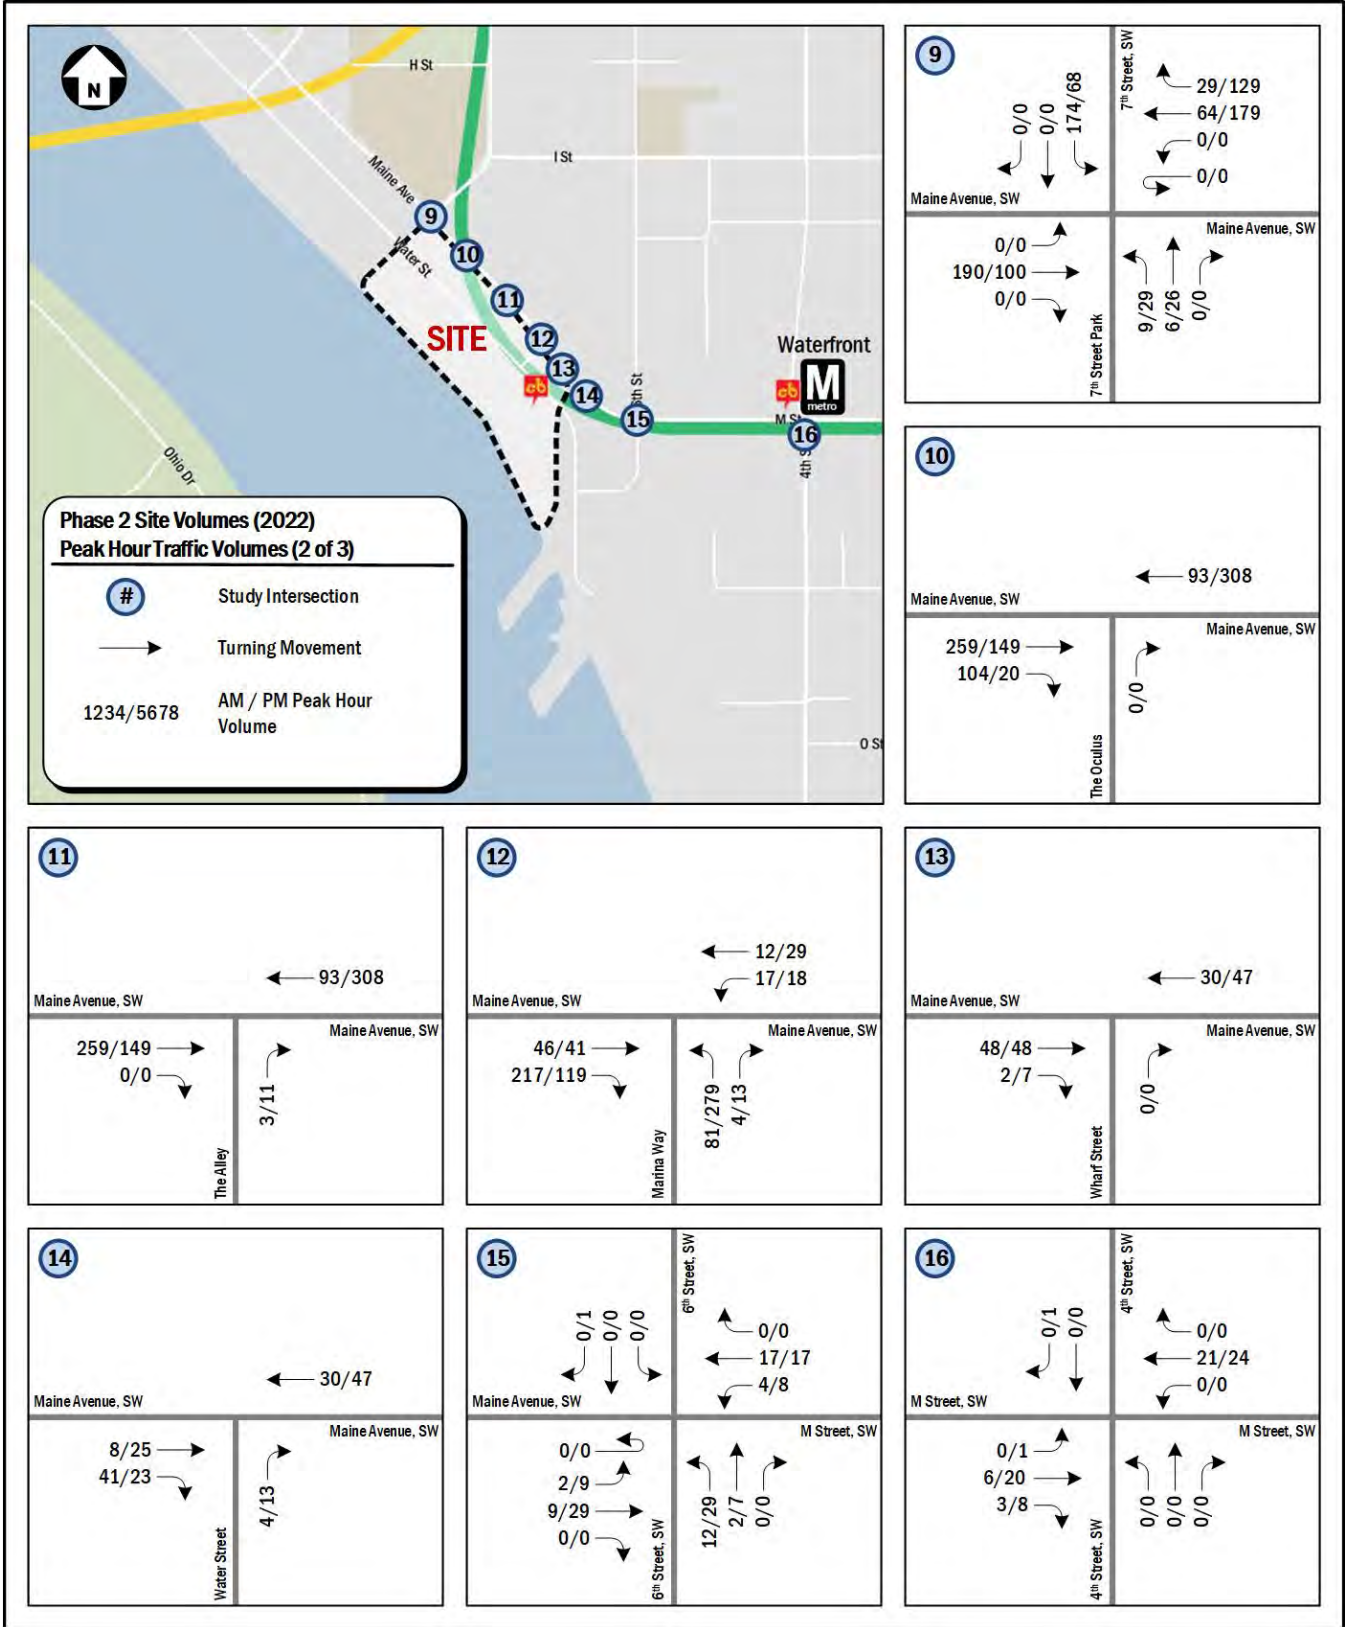 N
H St
I St
Maine Ave
Water St
9
10
11
12
13
14
15
16
SITE
Waterfront
cb
M
metro
cb
M St
4th S
Ohio Dr
O St
Phase 2 Site Volumes (2022)
Peak Hour Traffic Volumes (2 of 3)
#
Study Intersection
Turning Movement
1234/5678
AM / PM Peak Hour
Volume
9
7th Street, SW
0/0
0/0
174/68
29/129
64/179
0/0
0/0
Maine Avenue, SW
Maine Avenue, SW
0/0
190/100
0/0
9/29
6/26
0/0
7th Street Park
10
93/308
Maine Avenue, SW
Maine Avenue, SW
259/149
104/20
0/0
The Oculus
11
93/308
Maine Avenue, SW
Maine Avenue, SW
259/149
0/0
3/11
The Alley
12
12/29
17/18
Maine Avenue, SW
Maine Avenue, SW
46/41
217/119
81/279
4/13
Marina Way
13
30/47
Maine Avenue, SW
Maine Avenue, SW
48/48
2/7
0/0
Wharf Street
14
30/47
Maine Avenue, SW
Maine Avenue, SW
8/25
41/23
4/13
Water Street
15
6th Street, SW
0/1
0/0
0/0
0/0
17/17
4/8
Maine Avenue, SW
M Street, SW
0/0
2/9
9/29
0/0
12/29
2/7
0/0
6th Street, SW
16
4th Street, SW
0/1
0/0
0/0
21/24
0/0
M Street, SW
M Street, SW
0/1
6/20
3/8
0/0
0/0
0/0
4th Street, SW